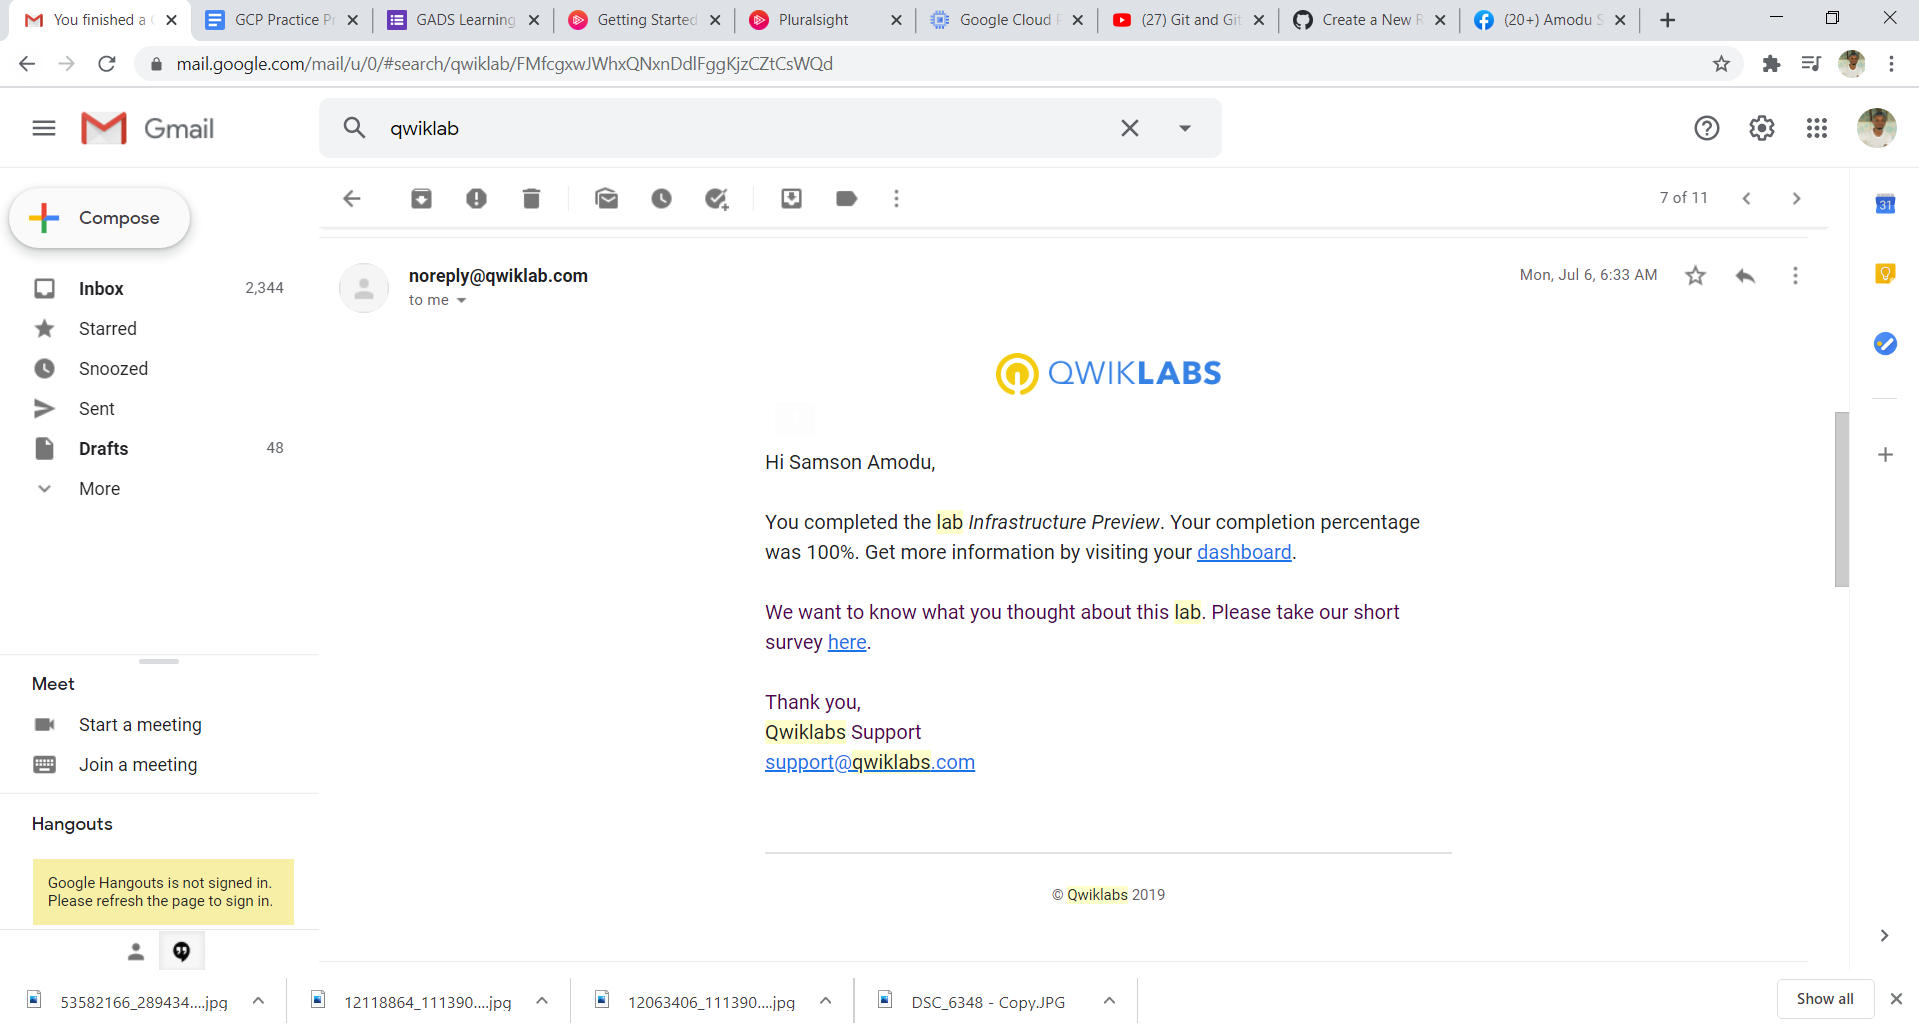 You finished a
GCP Practice Pr
GADS Learning
Getting Started
Pluralsight
Google Cloud P
(27) Git and Git
Create a New R
(20+) Amodu S
mail.google.com/mail/u/0/#search/qwiklab/FMfcgxwJWhxQNxnDdlFggKjzCZtCsWQd
Gmail
qwiklab
Compose
7 of 11
31
Inbox 2,344
Starred
Snoozed
Sent
Drafts 48
More
noreply@qwiklab.com
Mon, Jul 6, 6:33 AM
to me
QWIKLABS
Hi Samson Amodu,
You completed the lab Infrastructure Preview. Your completion percentage
was 100%. Get more information by visiting your dashboard.
We want to know what you thought about this lab. Please take our short
survey here.
Thank you,
Qwiklabs Support
support@qwiklabs.com
© Qwiklabs 2019
Meet
Start a meeting
Join a meeting
Hangouts
Google Hangouts is not signed in.
Please refresh the page to sign in.
53582166_289434....jpg
12118864_111390....jpg
12063406_111390....jpg
DSC_6348 - Copy.JPG
Show all